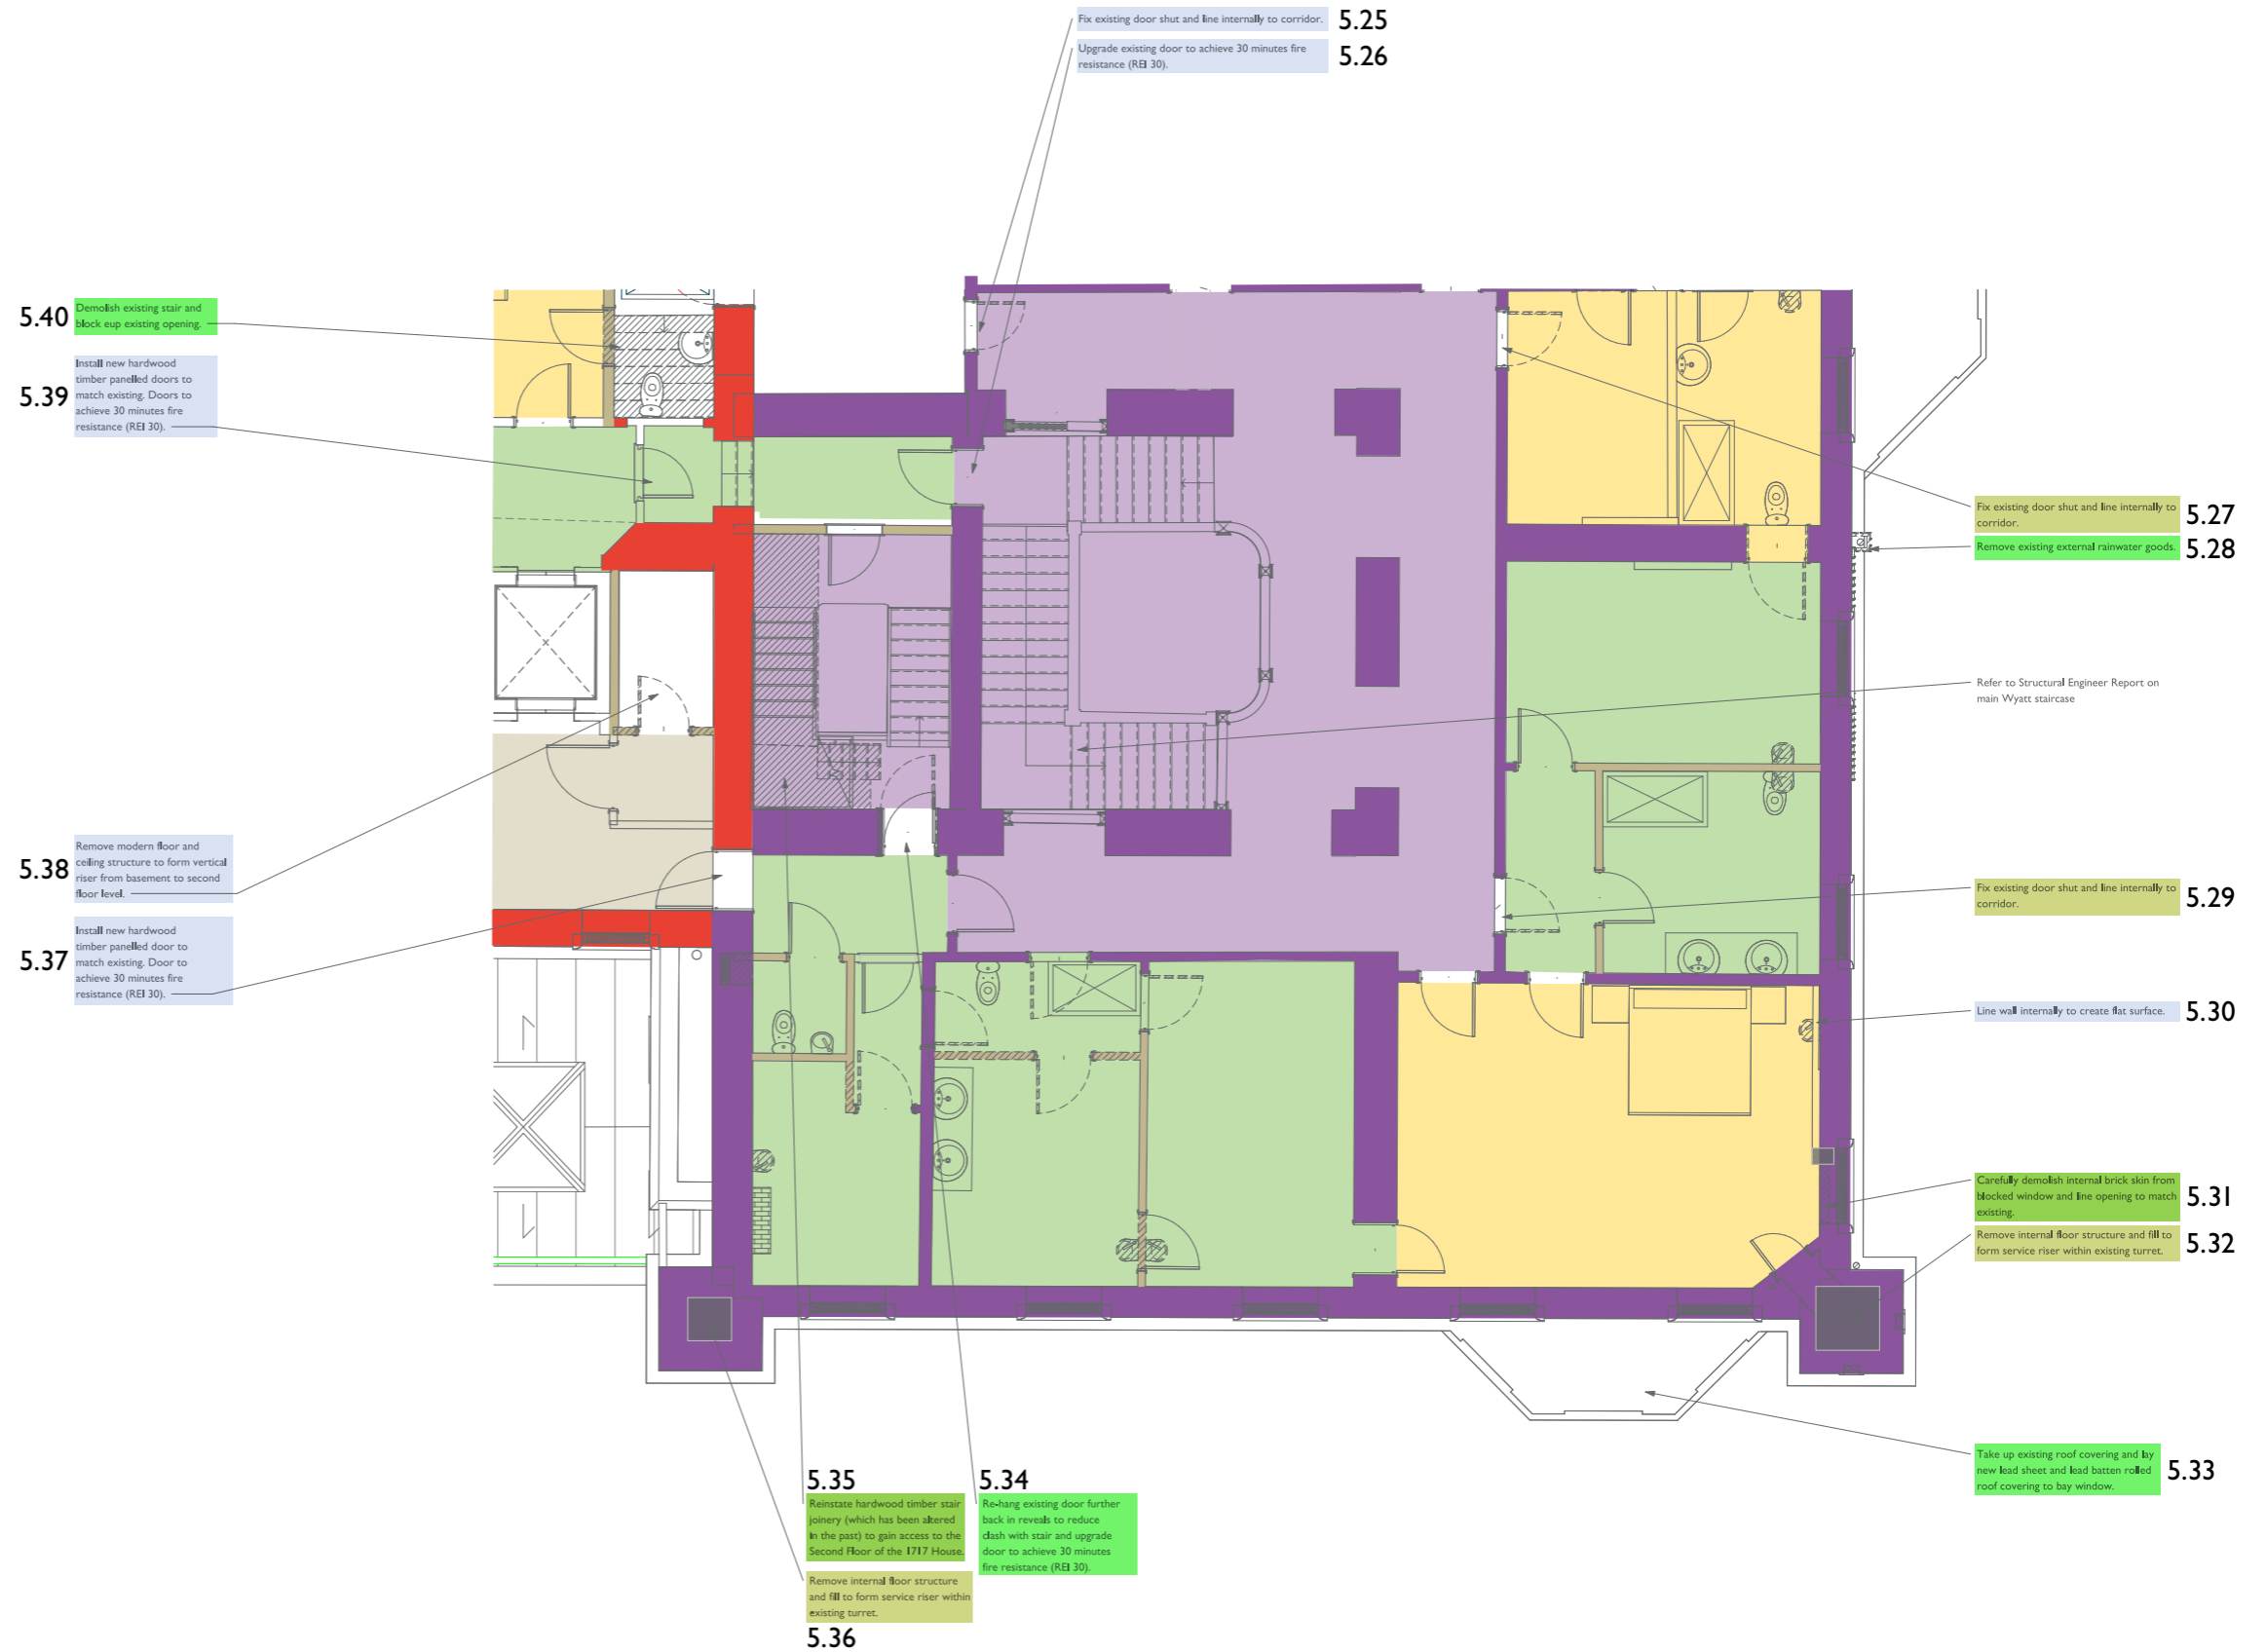 Fix existing door shut and line internally to corridor.
5.25
Upgrade existing door to achieve 30 minutes fire
resistance (REI 30).
5.26
5.40
Demolish existing stair and
block eup existing opening.
5.39
Install new hardwood
timber panelled doors to
match existing. Doors to
achieve 30 minutes fire
resistance (REI 30).
Fix existing door shut and line internally to
corridor.
5.27
Remove existing external rainwater goods.
5.28
Refer to Structural Engineer Report on
main Wyatt staircase
5.38
Remove modern floor and
ceiling structure to form vertical
riser from basement to second
floor level.
5.37
Install new hardwood
timber panelled door to
match existing. Door to
achieve 30 minutes fire
resistance (REI 30).
Fix existing door shut and line internally to
corridor.
5.29
Line wall internally to create flat surface.
5.30
Carefully demolish internal brick skin from
blocked window and line opening to match
existing.
5.31
Remove internal floor structure and fill to
form service riser within existing turret.
5.32
Take up existing roof covering and lay
new lead sheet and lead batten rolled
roof covering to bay window.
5.33
5.35
Reinstate hardwood timber stair
joinery (which has been altered
in the past) to gain access to the
Second Floor of the 1717 House.
5.34
Re-hang existing door further
back in reveals to reduce
clash with stair and upgrade
door to achieve 30 minutes
fire resistance (REI 30).
Remove internal floor structure
and fill to form service riser within
existing turret.
5.36